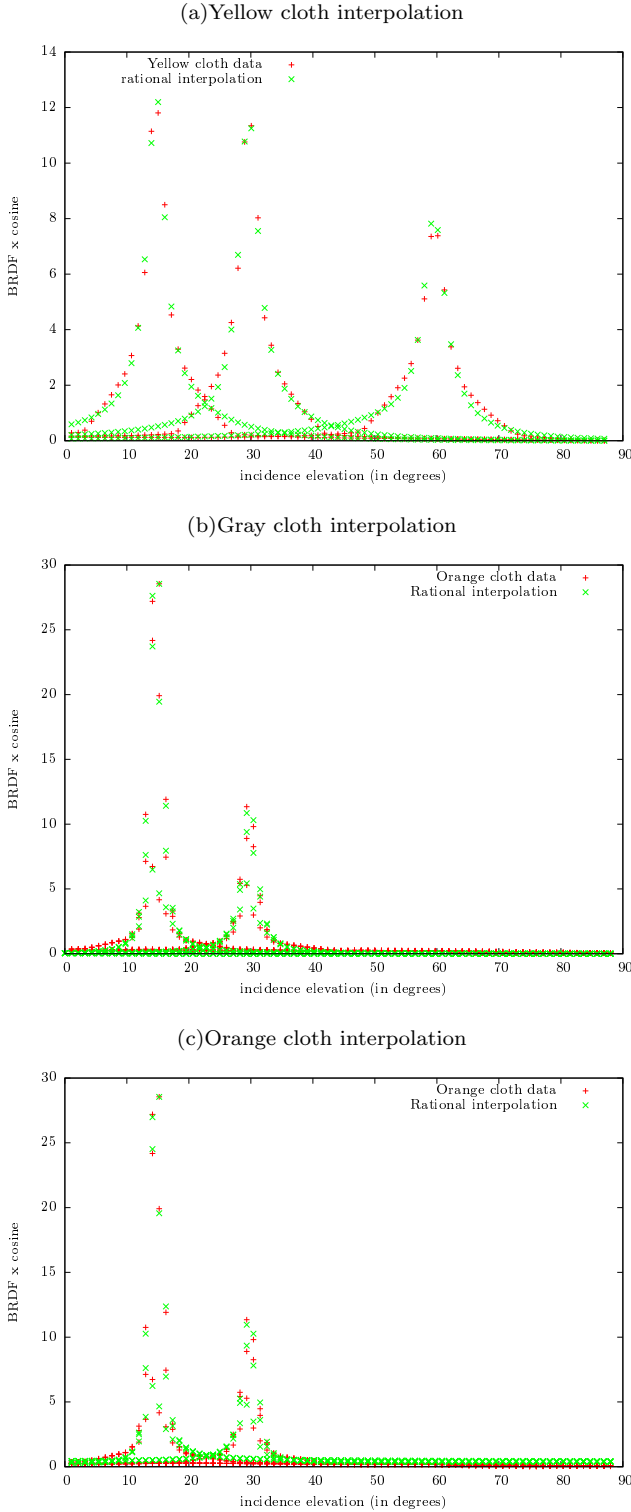 (a)Yellow cloth interpolation
14
12
10
8
6
4
2
0
BRDF x cosine
Yellow cloth data
rational interpolation
0 10 20 30 40 50 60 70 80 90
incidence elevation (in degrees)
(b)Gray cloth interpolation
30
25
20
15
10
5
0
BRDF x cosine
Orange cloth data
Rational interpolation
0 10 20 30 40 50 60 70 80 90
incidence elevation (in degrees)
(c)Orange cloth interpolation
30
25
20
15
10
5
0
BRDF x cosine
Orange cloth data
Rational interpolation
0 10 20 30 40 50 60 70 80 90
incidence elevation (in degrees)